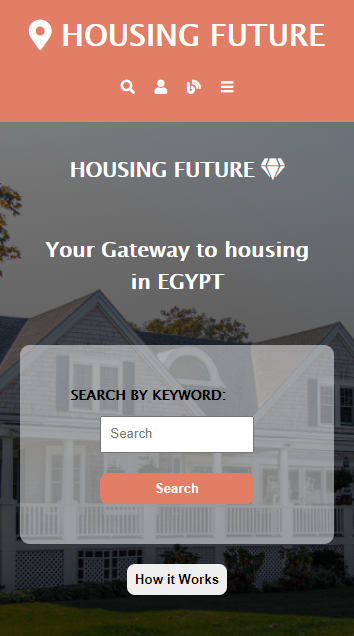 HOUSING FUTURE
HOUSING FUTURE
Your Gateway to housing
in EGYPT
SEARCH BY KEYWORD:
Search
Search
How it Works